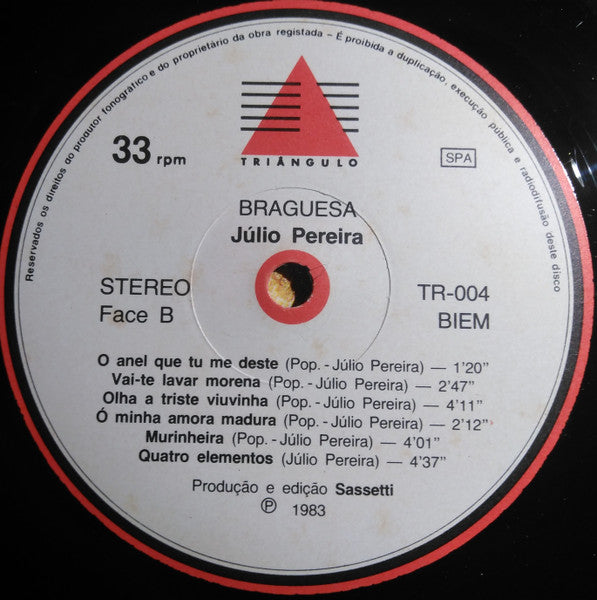 Reservados os direitos do produtor fonográfico e do proprietário da obra registada - É proibida a duplicação, execução pública e radiodifusão deste disco
TRIÂNGULO
33 rpm
SPA
BRAGUESA
Júlio Pereira
STEREO
Face B
TR-004
BIEM
O anel que tu me deste (Pop. - Júlio Pereira) — 1'20"
Vai-te lavar morena (Pop. - Júlio Pereira) — 2'47"
Olha a triste viuvinha (Pop. - Júlio Pereira) — 4'11"
Ó minha amora madura (Pop. - Júlio Pereira) — 2'12"
Murinheira (Pop. - Júlio Pereira) — 4'01"
Quatro elementos (Júlio Pereira) — 4'37"
Produção e edição Sassetti
℗ 1983